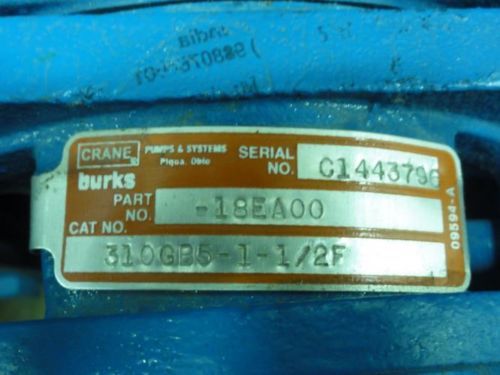 CRANE® PUMPS & SYSTEMS
Piqua, Ohio
burks
SERIAL NO. C1443796
PART NO. -18EA00
CAT NO. 310GB5-1-1/2F
09594-A